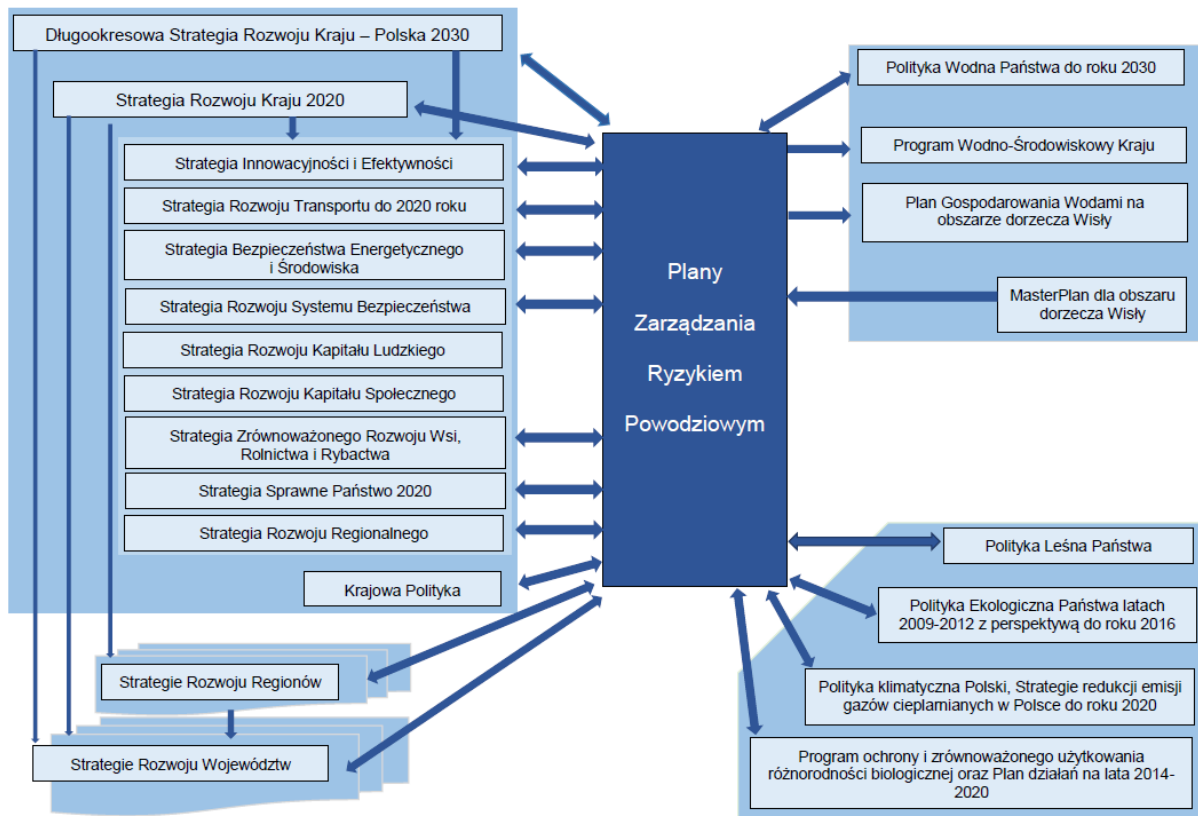 Długookresowa Strategia Rozwoju Kraju – Polska 2030
Strategia Rozwoju Kraju 2020
Strategia Innowacyjności i Efektywności
Strategia Rozwoju Transportu do 2020 roku
Strategia Bezpieczeństwa Energetycznego
i Środowiska
Strategia Rozwoju Systemu Bezpieczeństwa
Strategia Rozwoju Kapitału Ludzkiego
Strategia Rozwoju Kapitału Społecznego
Strategia Zrównoważonego Rozwoju Wsi,
Rolnictwa i Rybactwa
Strategia Sprawne Państwo 2020
Strategia Rozwoju Regionalnego
Krajowa Polityka
Strategie Rozwoju Regionów
Strategie Rozwoju Województw
Plany
Zarządzania
Ryzykiem
Powodziowym
Polityka Wodna Państwa do roku 2030
Program Wodno-Środowiskowy Kraju
Plan Gospodarowania Wodami na
obszarze dorzecza Wisły
MasterPlan dla obszaru
dorzecza Wisły
Polityka Leśna Państwa
Polityka Ekologiczna Państwa latach
2009-2012 z perspektywą do roku 2016
Polityka klimatyczna Polski, Strategie redukcji emisji
gazów cieplamianych w Polsce do roku 2020
Program ochrony i zrównoważonego użytkowania
różnorodności biologicznej oraz Plan działań na lata 2014-
2020